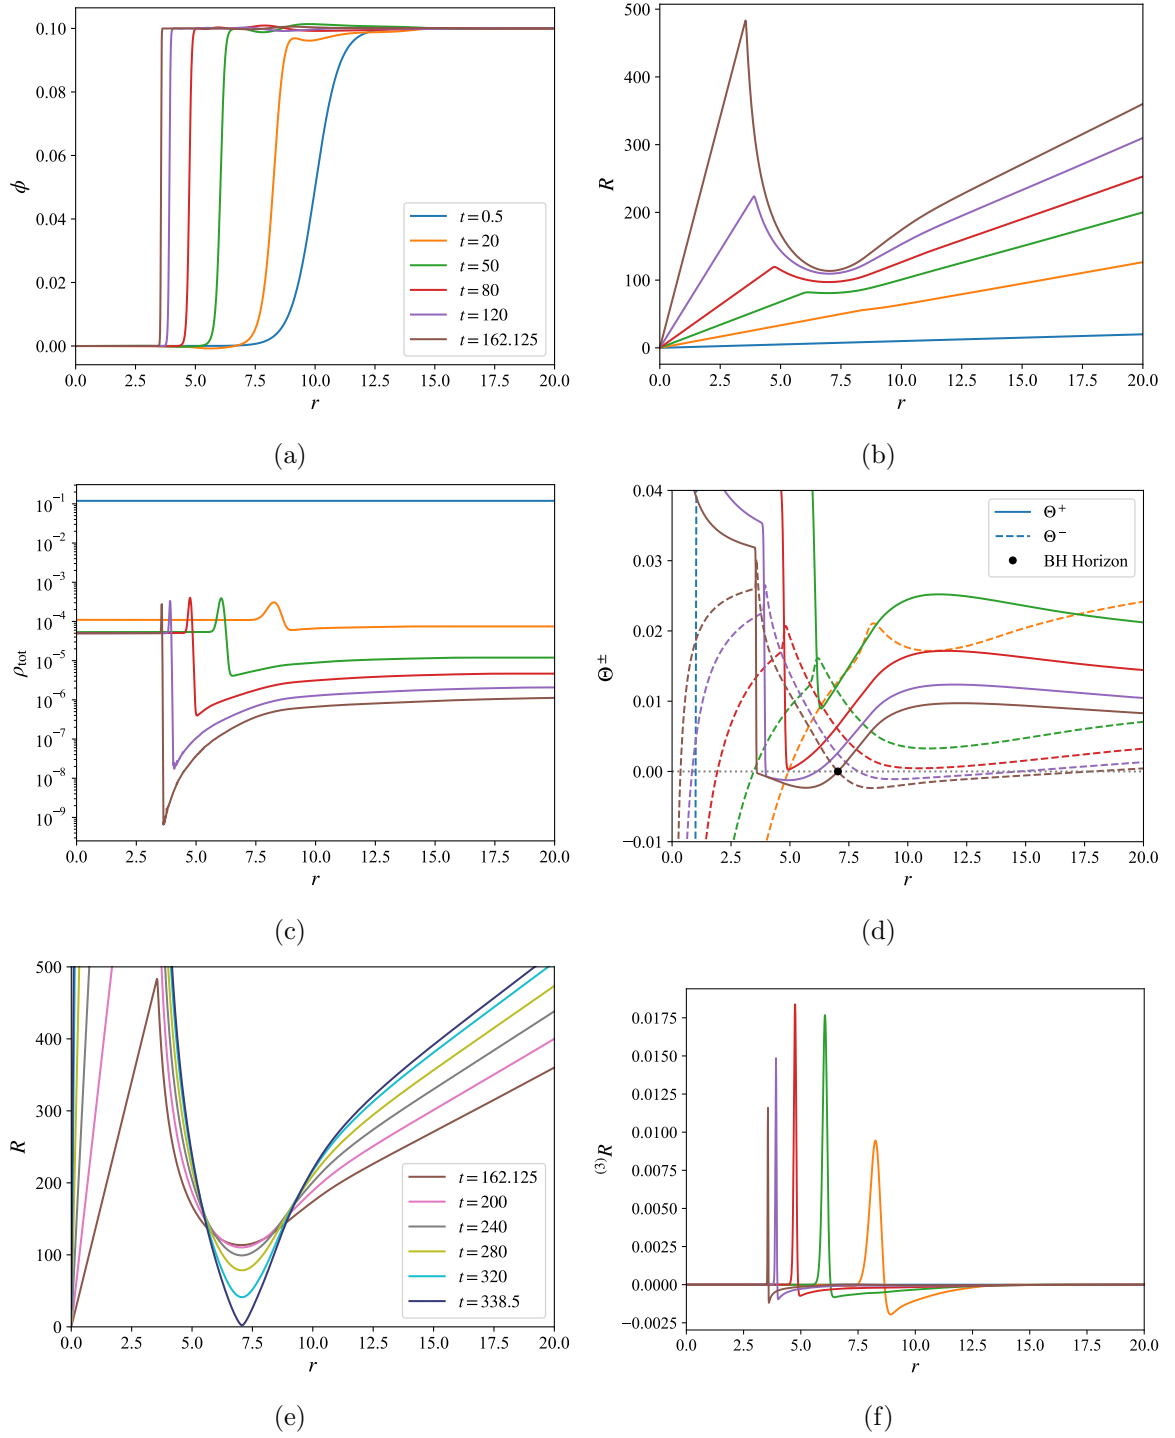 0.10
0.08
0.06
0.04
0.02
0.00
ϕ
t = 0.5
t = 20
t = 50
t = 80
t = 120
t = 162.125
0.0 2.5 5.0 7.5 10.0 12.5 15.0 17.5 20.0
r
(a)
500
400
300
200
100
0
R
0.0 2.5 5.0 7.5 10.0 12.5 15.0 17.5 20.0
r
(b)
10⁻¹
10⁻²
10⁻³
10⁻⁴
10⁻⁵
10⁻⁶
10⁻⁷
10⁻⁸
10⁻⁹
ρtot
0.0 2.5 5.0 7.5 10.0 12.5 15.0 17.5 20.0
r
(c)
0.04
0.03
0.02
0.01
0.00
−0.01
Θ±
Θ⁺
Θ⁻
BH Horizon
0.0 2.5 5.0 7.5 10.0 12.5 15.0 17.5 20.0
r
(d)
500
400
300
200
100
0
R
t = 162.125
t = 200
t = 240
t = 280
t = 320
t = 338.5
0.0 2.5 5.0 7.5 10.0 12.5 15.0 17.5 20.0
r
(e)
0.0175
0.0150
0.0125
0.0100
0.0075
0.0050
0.0025
0.0000
−0.0025
⁽³⁾R
0.0 2.5 5.0 7.5 10.0 12.5 15.0 17.5 20.0
r
(f)